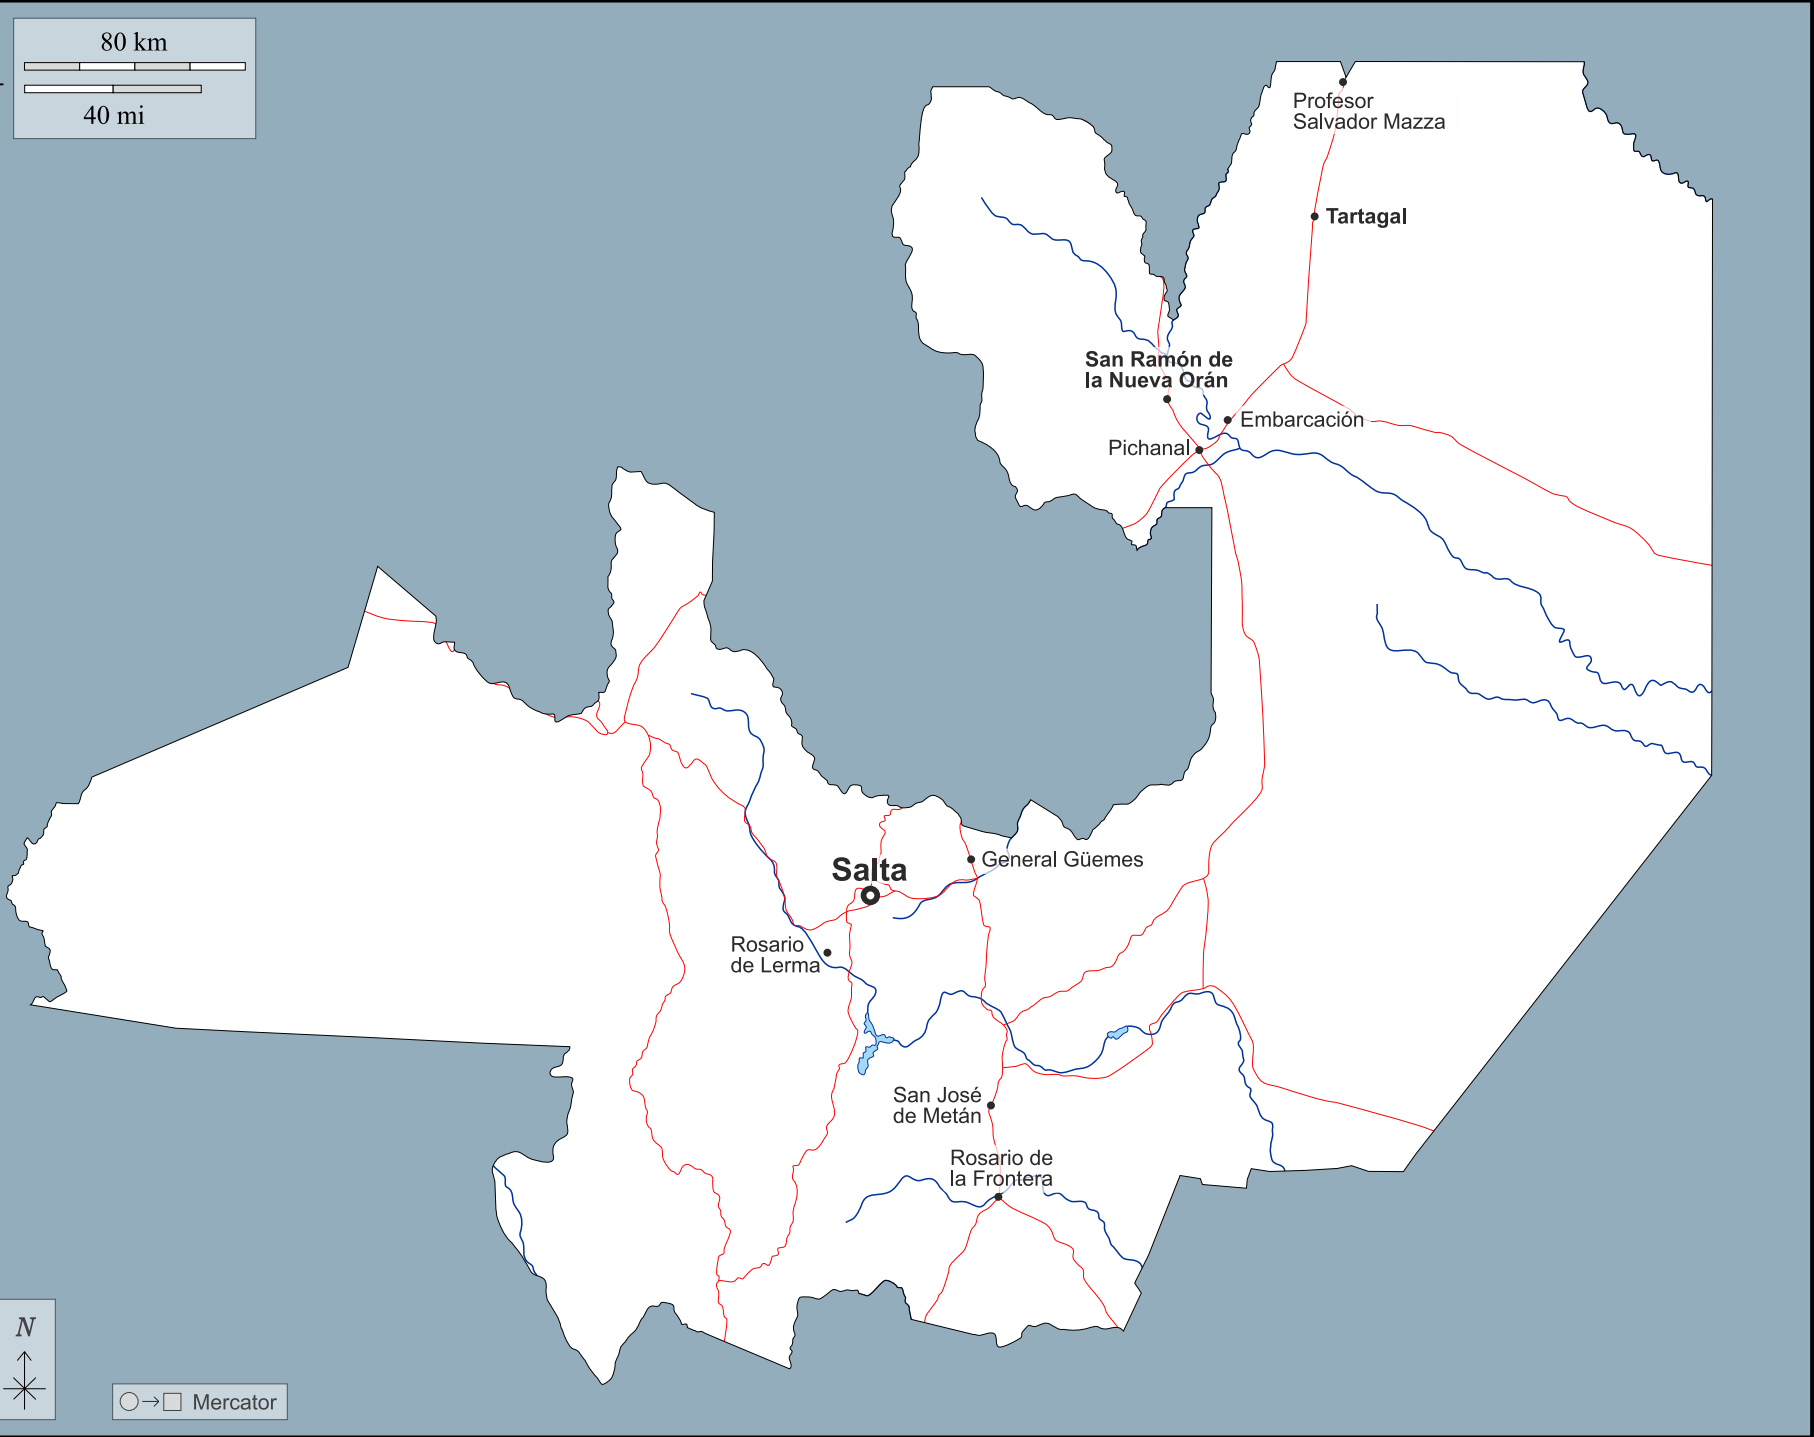 80 km
40 mi
Profesor
Salvador Mazza
Tartagal
San Ramón de
la Nueva Orán
Embarcación
Pichanal
Salta
General Güemes
Rosario
de Lerma
San José
de Metán
Rosario de
la Frontera
N
Mercator